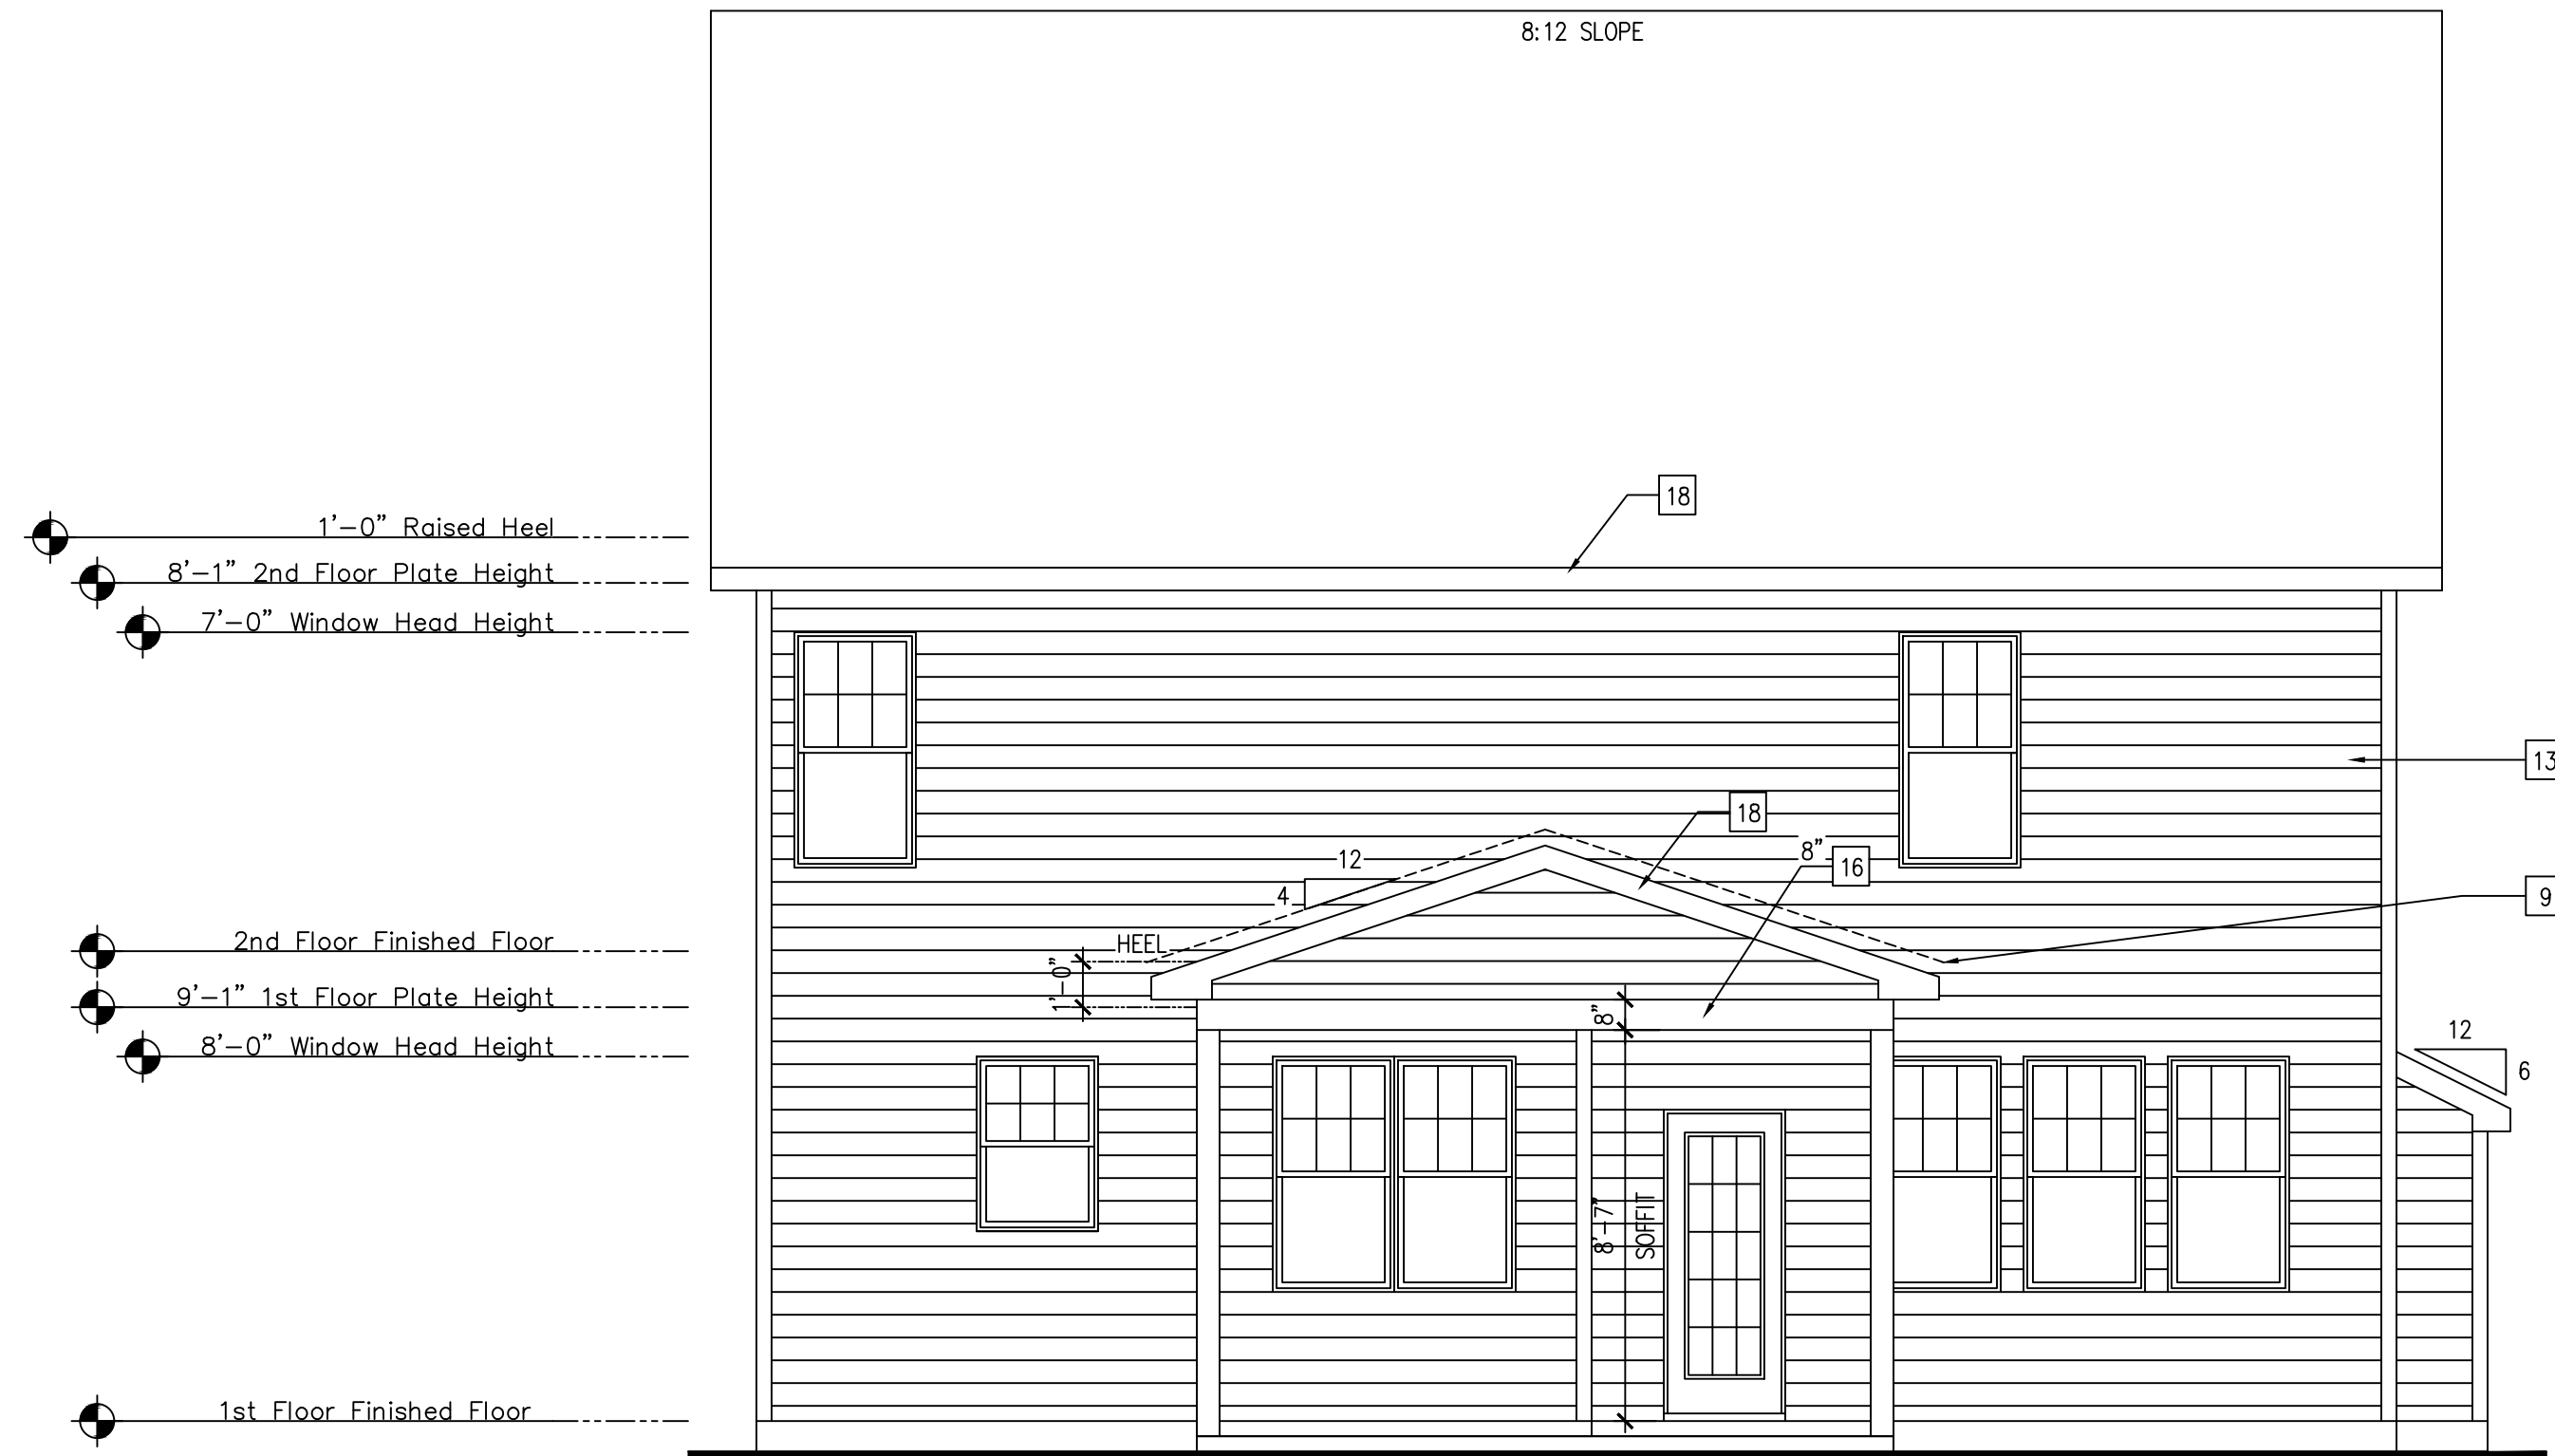 8:12 SLOPE
18
1'-0" Raised Heel
8'-1" 2nd Floor Plate Height
7'-0" Window Head Height
13
18
8"
12
16
4
9
2nd Floor Finished Floor
HEEL
1'-0"
9'-1" 1st Floor Plate Height
8"
8'-0" Window Head Height
12
6
8'-7"
SOFFIT
1st Floor Finished Floor